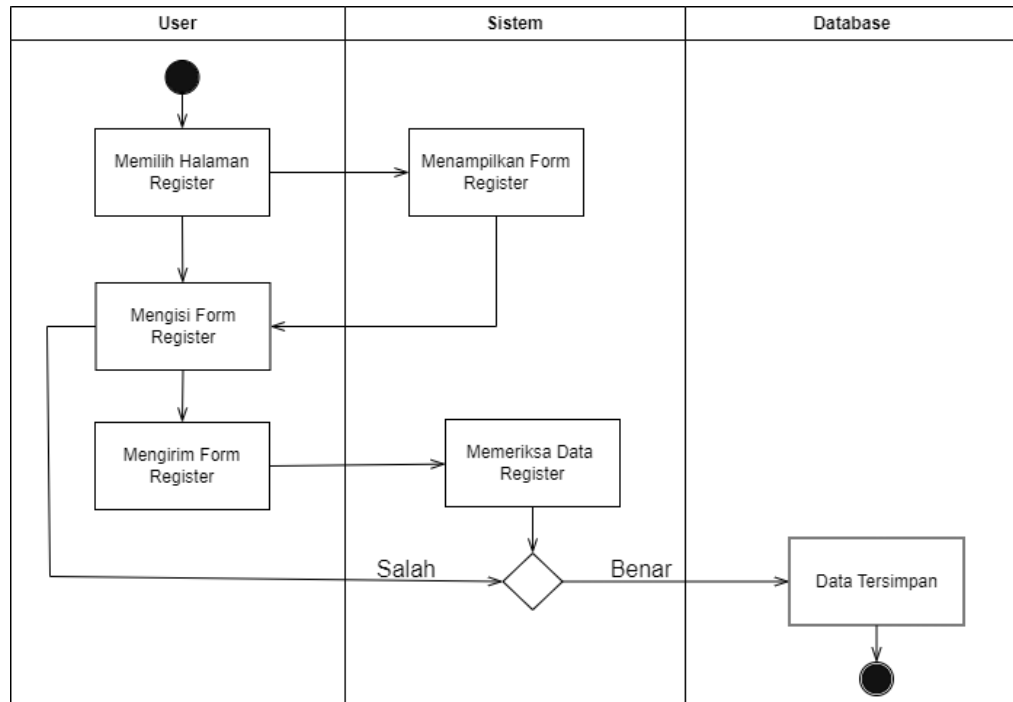 User
Sistem
Database
Memilih Halaman
Register
Menampilkan Form
Register
Mengisi Form
Register
Mengirim Form
Register
Memeriksa Data
Register
Salah
Benar
Data Tersimpan